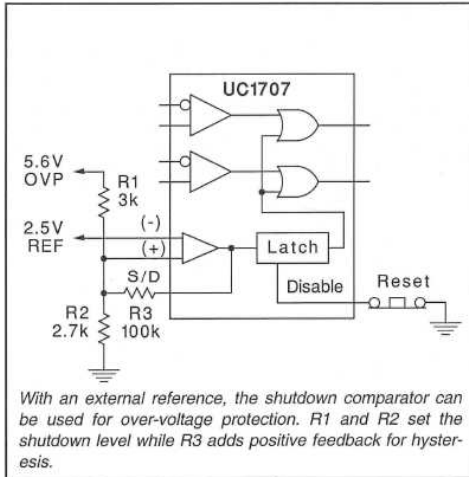 UC1707
5.6V
OVP
R1
3k
2.5V
REF
(-)
(+)
Latch
S/D
Disable
Reset
R2
2.7k
R3
100k
With an external reference, the shutdown comparator can
be used for over-voltage protection. R1 and R2 set the
shutdown level while R3 adds positive feedback for hyster-
esis.